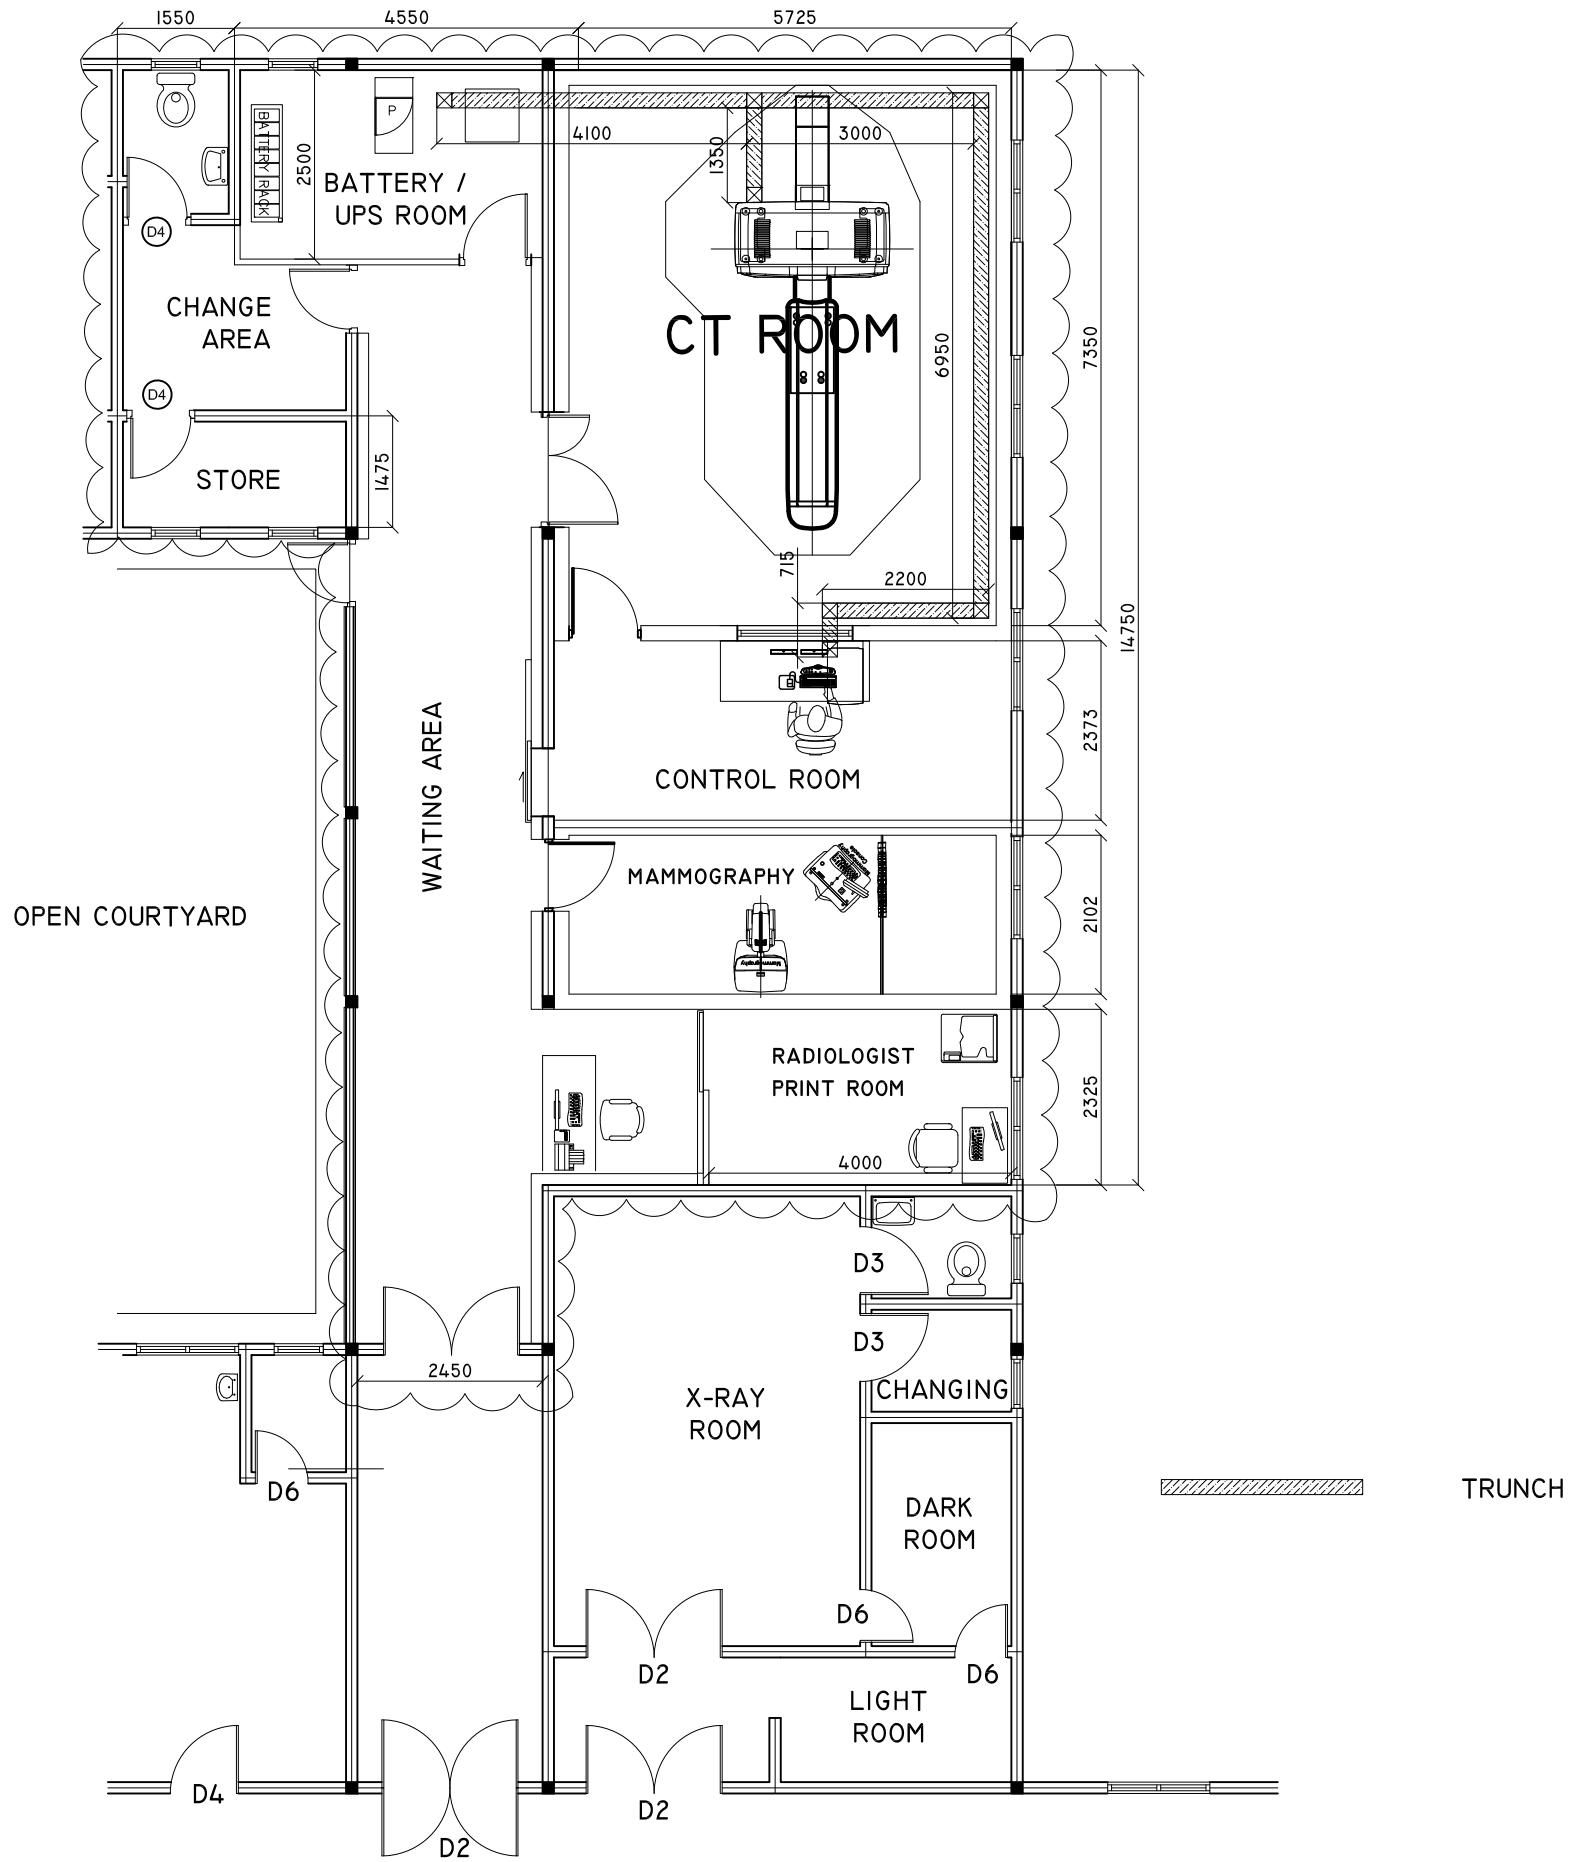 1550
4550
5725
P
BATTERY RACK
2500
4100
1350
3000
BATTERY /
UPS ROOM
D4
CHANGE
AREA
CT ROOM
6950
7350
D4
STORE
1475
715
2200
14750
WAITING AREA
2373
CONTROL ROOM
MAMMOGRAPHY
Mammography
OPEN COURTYARD
2102
RADIOLOGIST
PRINT ROOM
2325
4000
D3
D3
2450
CHANGING
X-RAY
ROOM
D6
TRUNCH
DARK
ROOM
D6
D2
D6
LIGHT
ROOM
D4
D2
D2